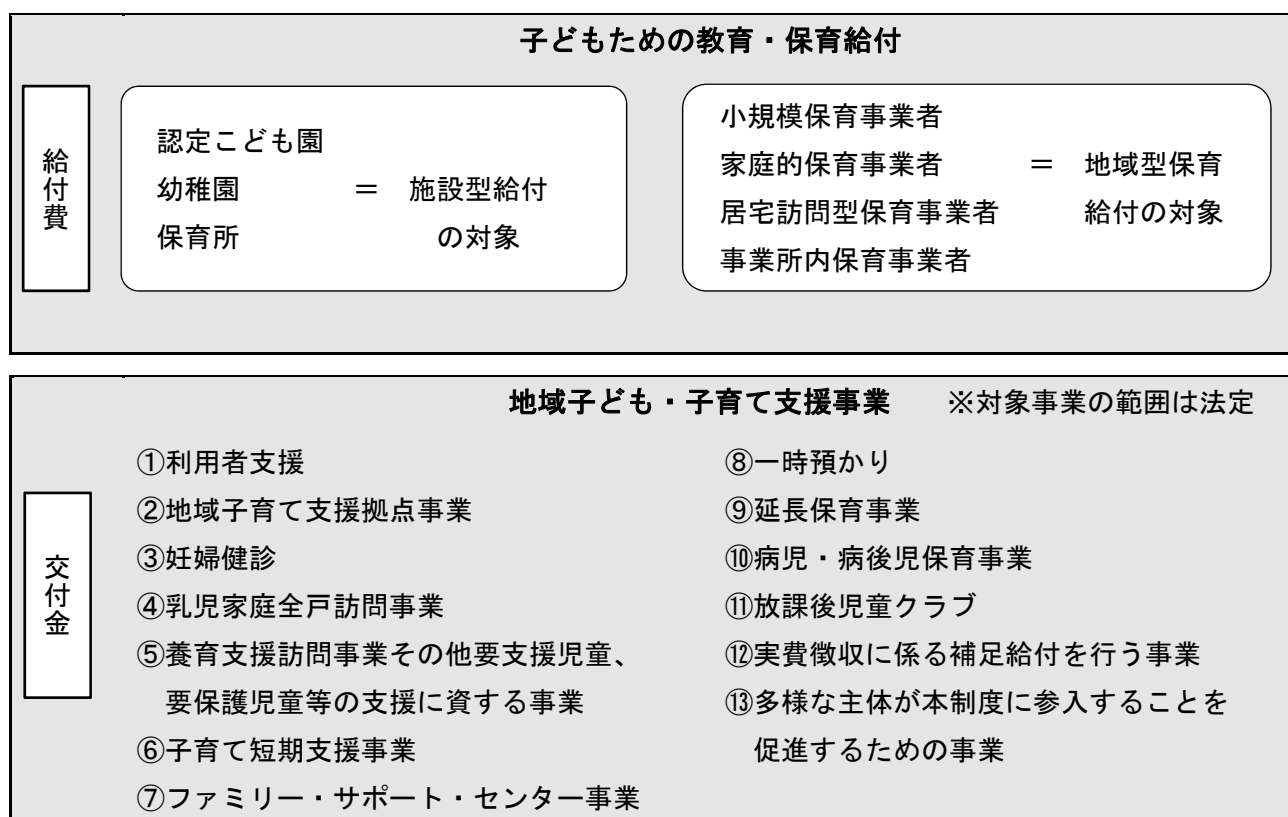 子どもための教育・保育給付
給付費
認定こども園
幼稚園 ＝ 施設型給付
保育所 の対象
小規模保育事業者
家庭的保育事業者 ＝ 地域型保育
居宅訪問型保育事業者 給付の対象
事業所内保育事業者
地域子ども・子育て支援事業 ※対象事業の範囲は法定
交付金
①利用者支援
②地域子育て支援拠点事業
③妊婦健診
④乳児家庭全戸訪問事業
⑤養育支援訪問事業その他要支援児童、
要保護児童等の支援に資する事業
⑥子育て短期支援事業
⑦ファミリー・サポート・センター事業
⑧一時預かり
⑨延長保育事業
⑩病児・病後児保育事業
⑪放課後児童クラブ
⑫実費徴収に係る補足給付を行う事業
⑬多様な主体が本制度に参入することを
促進するための事業